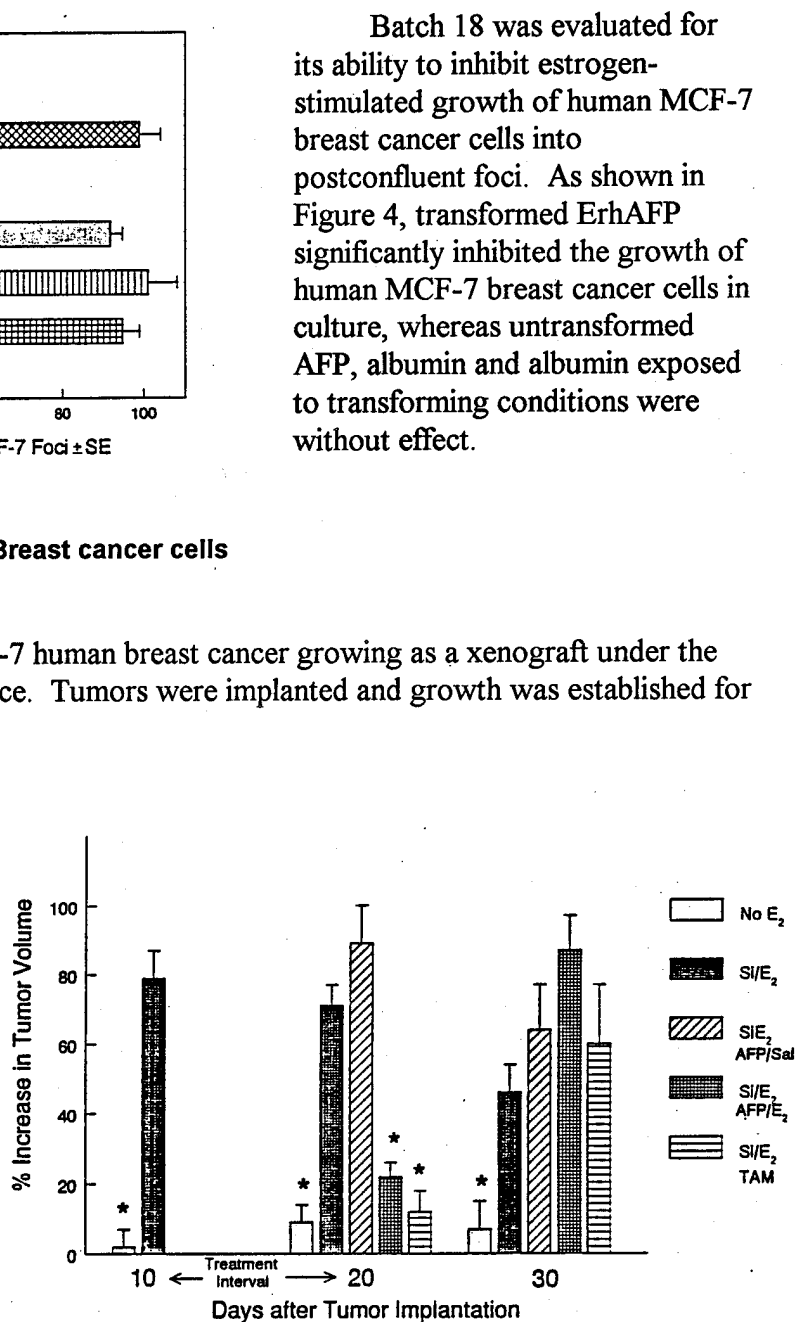 Batch 18 was evaluated for
its ability to inhibit estrogen-
stimulated growth of human MCF-7
breast cancer cells into
postconfluent foci. As shown in
Figure 4, transformed ErhAFP
significantly inhibited the growth of
human MCF-7 breast cancer cells in
culture, whereas untransformed
AFP, albumin and albumin exposed
to transforming conditions were
without effect.
80 100
F-7 Foci ±SE
Breast cancer cells
-7 human breast cancer growing as a xenograft under the
ce. Tumors were implanted and growth was established for
% Increase in Tumor Volume
100
80
60
40
20
0
* * * * *
No E₂
Si/E₂
SiE₂
AFP/Sal
Si/E₂
AFP/E₂
Si/E₂
TAM
10 ← Treatment Interval → 20 30
Days after Tumor Implantation